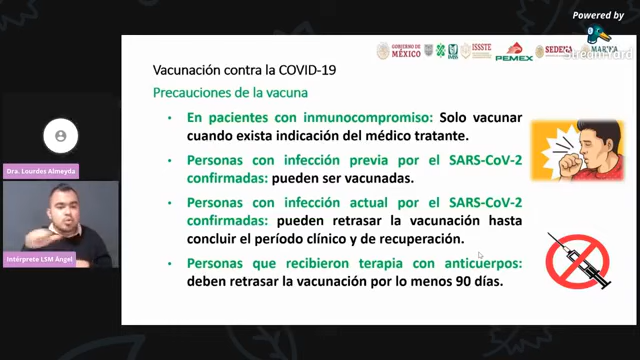 Powered by
StreamYard
GOBIERNO DE
MÉXICO
IMSS
ISSSTE
PEMEX
SEDENA
MARINA
Vacunación contra la COVID-19
Precauciones de la vacuna
• En pacientes con inmunocompromiso: Solo vacunar
cuando exista indicación del médico tratante.
• Personas con infección previa por el SARS-CoV-2
confirmadas: pueden ser vacunadas.
• Personas con infección actual por el SARS-CoV-2
confirmadas: pueden retrasar la vacunación hasta
concluir el período clínico y de recuperación.
• Personas que recibieron terapia con anticuerpos:
deben retrasar la vacunación por lo menos 90 días.
Dra. Lourdes Almeyda
Intérprete LSM Ángel